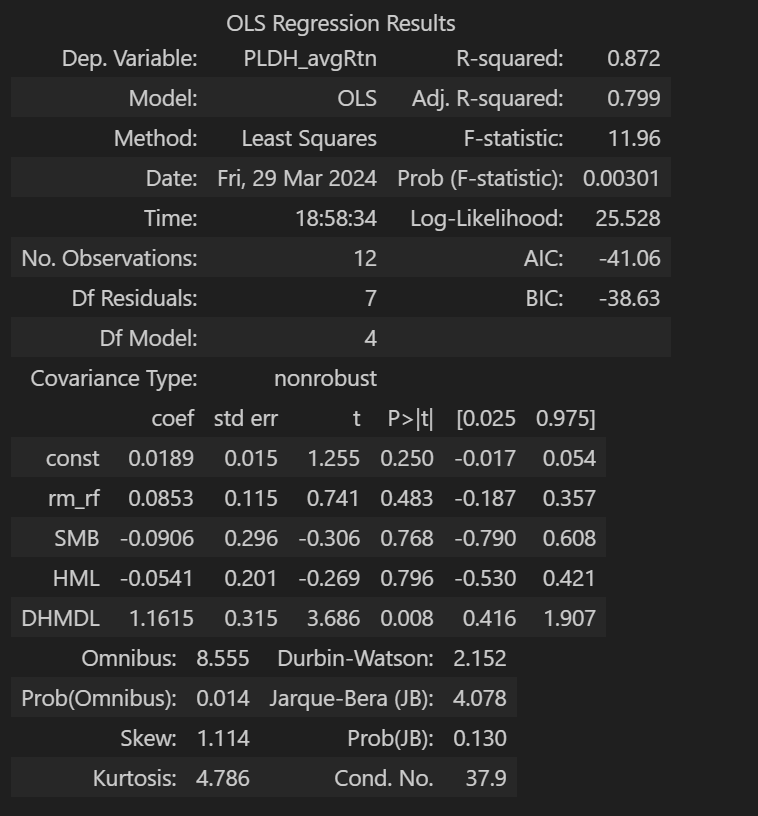 OLS Regression Results
Dep. Variable: PLDH_avgRtn R-squared: 0.872
Model: OLS Adj. R-squared: 0.799
Method: Least Squares F-statistic: 11.96
Date: Fri, 29 Mar 2024 Prob (F-statistic): 0.00301
Time: 18:58:34 Log-Likelihood: 25.528
No. Observations: 12 AIC: -41.06
Df Residuals: 7 BIC: -38.63
Df Model: 4
Covariance Type: nonrobust
coef std err t P>|t| [0.025 0.975]
const 0.0189 0.015 1.255 0.250 -0.017 0.054
rm_rf 0.0853 0.115 0.741 0.483 -0.187 0.357
SMB -0.0906 0.296 -0.306 0.768 -0.790 0.608
HML -0.0541 0.201 -0.269 0.796 -0.530 0.421
DHMDL 1.1615 0.315 3.686 0.008 0.416 1.907
Omnibus: 8.555 Durbin-Watson: 2.152
Prob(Omnibus): 0.014 Jarque-Bera (JB): 4.078
Skew: 1.114 Prob(JB): 0.130
Kurtosis: 4.786 Cond. No. 37.9